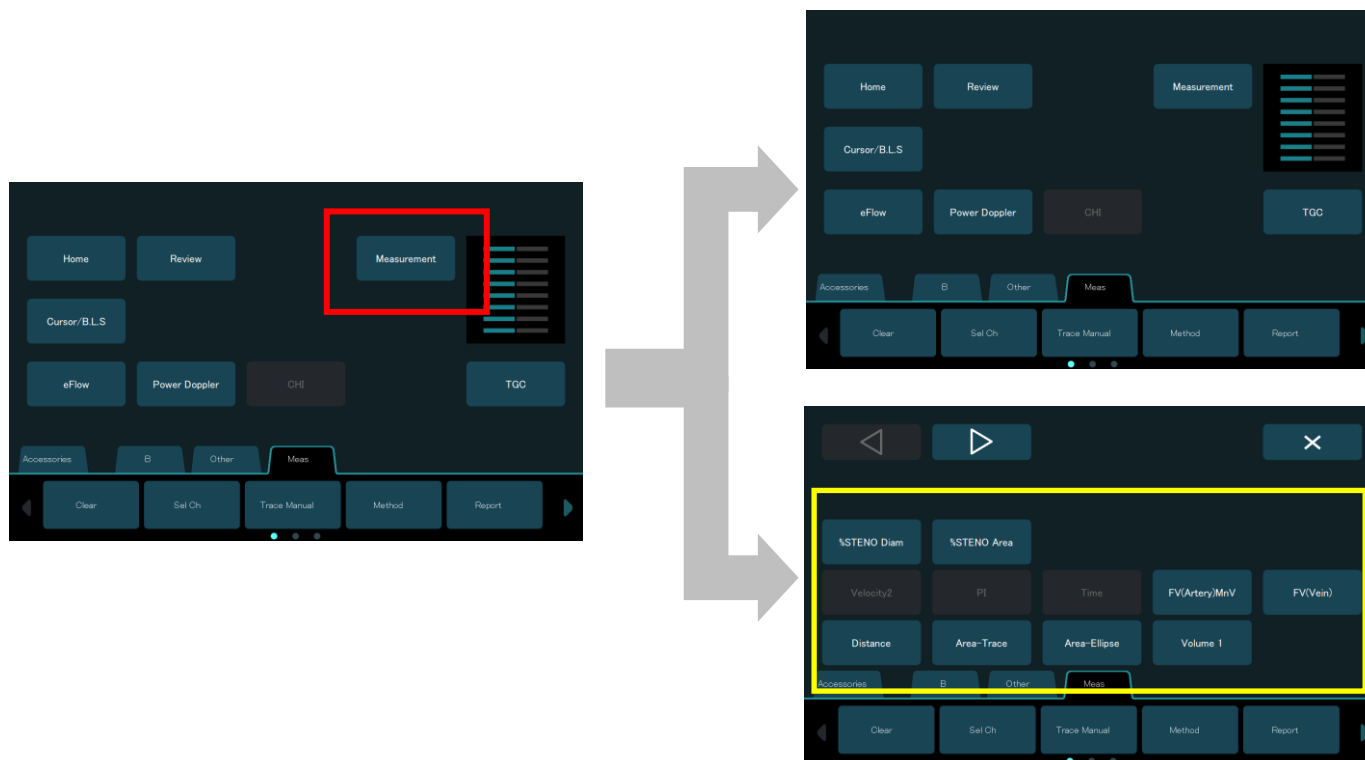 Home Review Measurement
Cursor/B.L.S
eFlow Power Doppler CHI TGC
Accessories B Other Meas
Clear Sel Ch Trace Manual Method Report
Home Review Measurement
Cursor/B.L.S
eFlow Power Doppler CHI TGC
Accessories B Other Meas
Clear Sel Ch Trace Manual Method Report
%STENO Diam %STENO Area
Velocity2 PI Time FV(Artery)MnV FV(Vein)
Distance Area-Trace Area-Ellipse Volume 1
Accessories B Other Meas
Clear Sel Ch Trace Manual Method Report